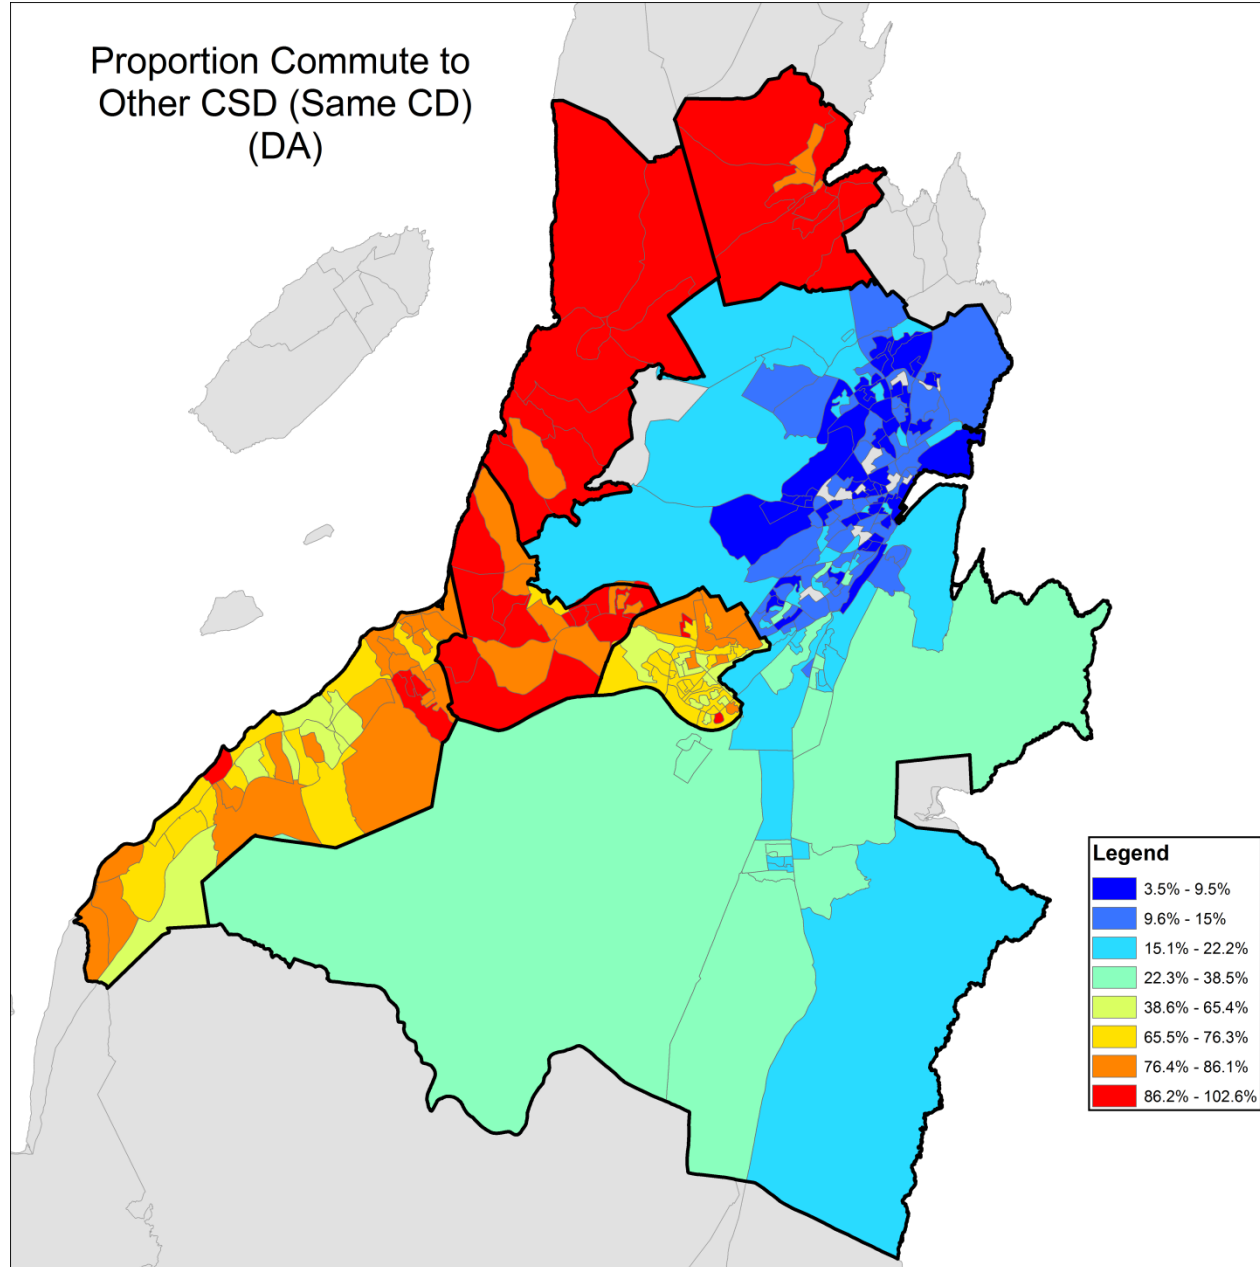 Proportion Commute to
Other CSD (Same CD)
(DA)
Legend
3.5% - 9.5%
9.6% - 15%
15.1% - 22.2%
22.3% - 38.5%
38.6% - 65.4%
65.5% - 76.3%
76.4% - 86.1%
86.2% - 102.6%